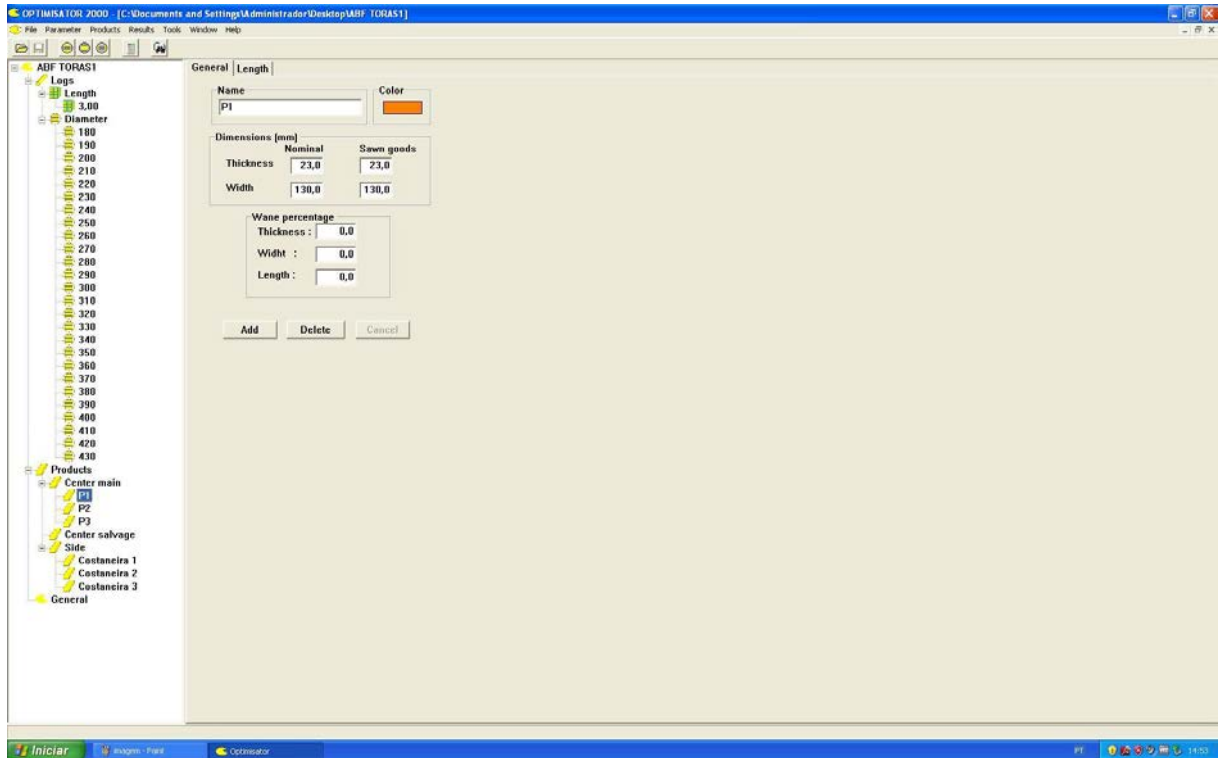 OPTIMISATOR 2000 - [C:\Documents and Settings\Administrador\Desktop\ABF TORAS1]
File Parameter Products Results Tools Window Help
ABF TORAS1
Logs
Length
3,00
Diameter
180
190
200
210
220
230
240
250
260
270
280
290
300
310
320
330
340
350
360
370
380
390
400
410
420
430
Products
Center main
P1
P2
P3
Center salvage
Side
Costaneira 1
Costaneira 2
Costaneira 3
General
General Length
Name Color
P1
Dimensions (mm)
Nominal Sawn goods
Thickness 23,0 23,0
Width 130,0 130,0
Wane percentage
Thickness : 0,0
Widht : 0,0
Length : 0,0
Add Delete Cancel
Iniciar imagem - Paint Optimisator PT 14:53